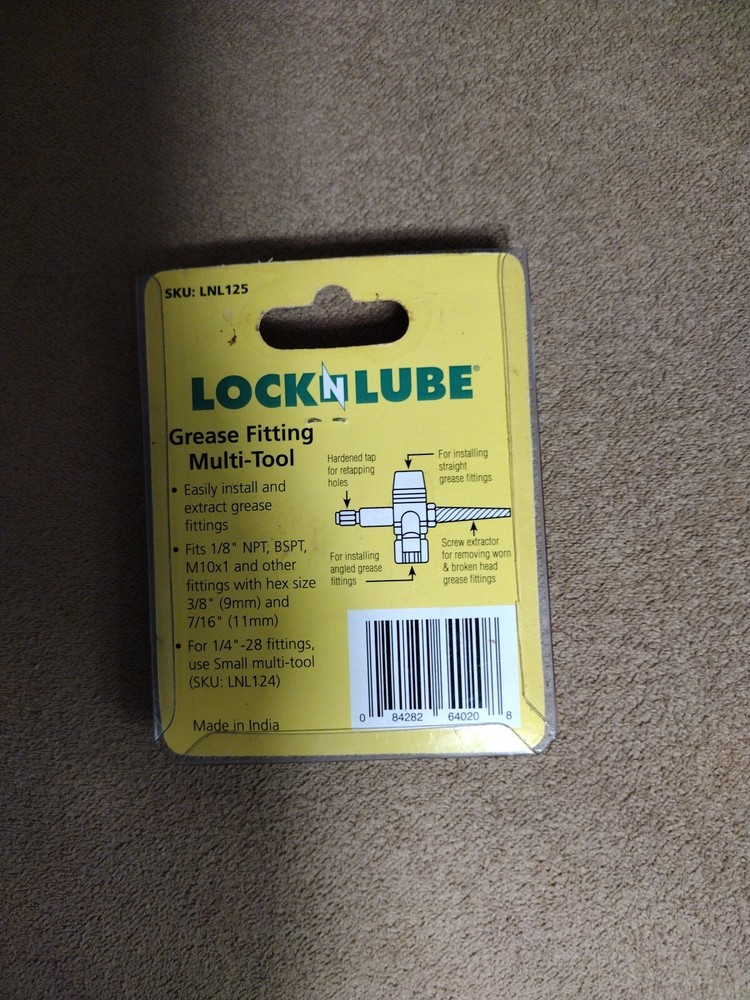 SKU: LNL125
LOCKNLUBE®
Grease Fitting
Multi-Tool
• Easily install and
extract grease
fittings
• Fits 1/8" NPT, BSPT,
M10x1 and other
fittings with hex size
3/8" (9mm) and
7/16" (11mm)
• For 1/4"-28 fittings,
use Small multi-tool
(SKU: LNL124)
Made in India
Hardened tap
for retapping
holes
For installing
straight
grease fittings
For installing
angled grease
fittings
Screw extractor
for removing worn
& broken head
grease fittings
0 84282 64020 8